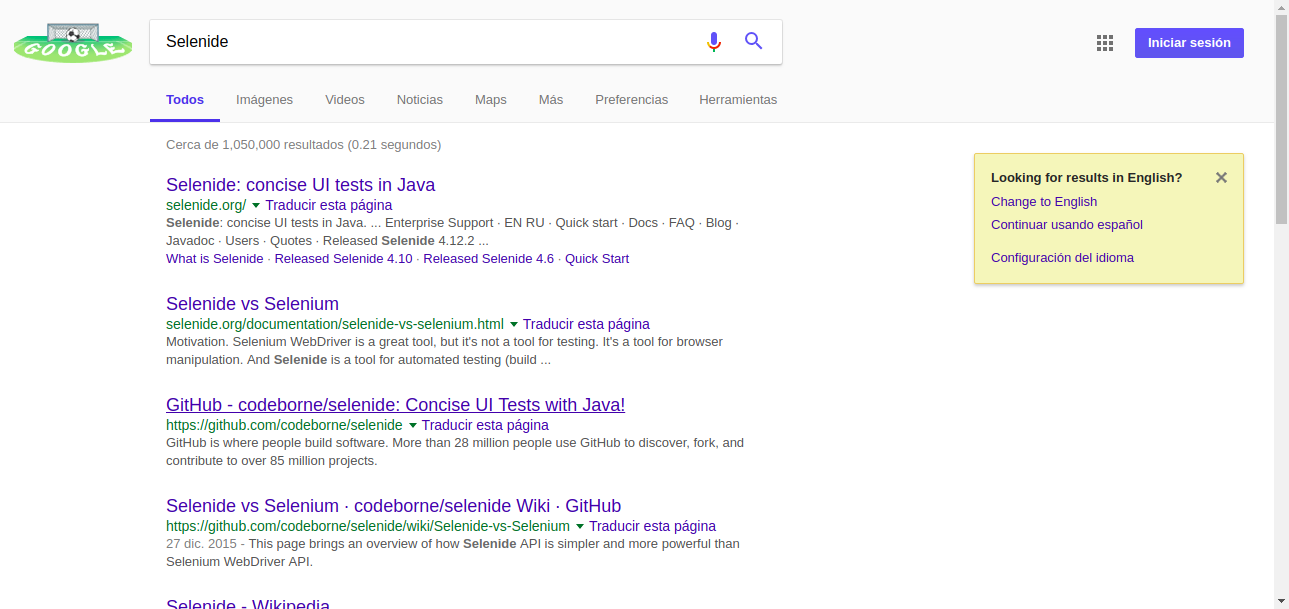 GOOGLE
Selenide
Iniciar sesión
Todos Imágenes Videos Noticias Maps Más Preferencias Herramientas
Cerca de 1,050,000 resultados (0.21 segundos)
Selenide: concise UI tests in Java
selenide.org/ Traducir esta página
Selenide: concise UI tests in Java. ... Enterprise Support · EN RU · Quick start · Docs · FAQ · Blog ·
Javadoc · Users · Quotes · Released Selenide 4.12.2 ...
What is Selenide · Released Selenide 4.10 · Released Selenide 4.6 · Quick Start
Selenide vs Selenium
selenide.org/documentation/selenide-vs-selenium.html Traducir esta página
Motivation. Selenium WebDriver is a great tool, but it's not a tool for testing. It's a tool for browser
manipulation. And Selenide is a tool for automated testing (build ...
GitHub - codeborne/selenide: Concise UI Tests with Java!
https://github.com/codeborne/selenide Traducir esta página
GitHub is where people build software. More than 28 million people use GitHub to discover, fork, and
contribute to over 85 million projects.
Selenide vs Selenium · codeborne/selenide Wiki · GitHub
https://github.com/codeborne/selenide/wiki/Selenide-vs-Selenium Traducir esta página
27 dic. 2015 - This page brings an overview of how Selenide API is simpler and more powerful than
Selenium WebDriver API.
Selenide - Wikipedia
Looking for results in English?
Change to English
Continuar usando español
Configuración del idioma